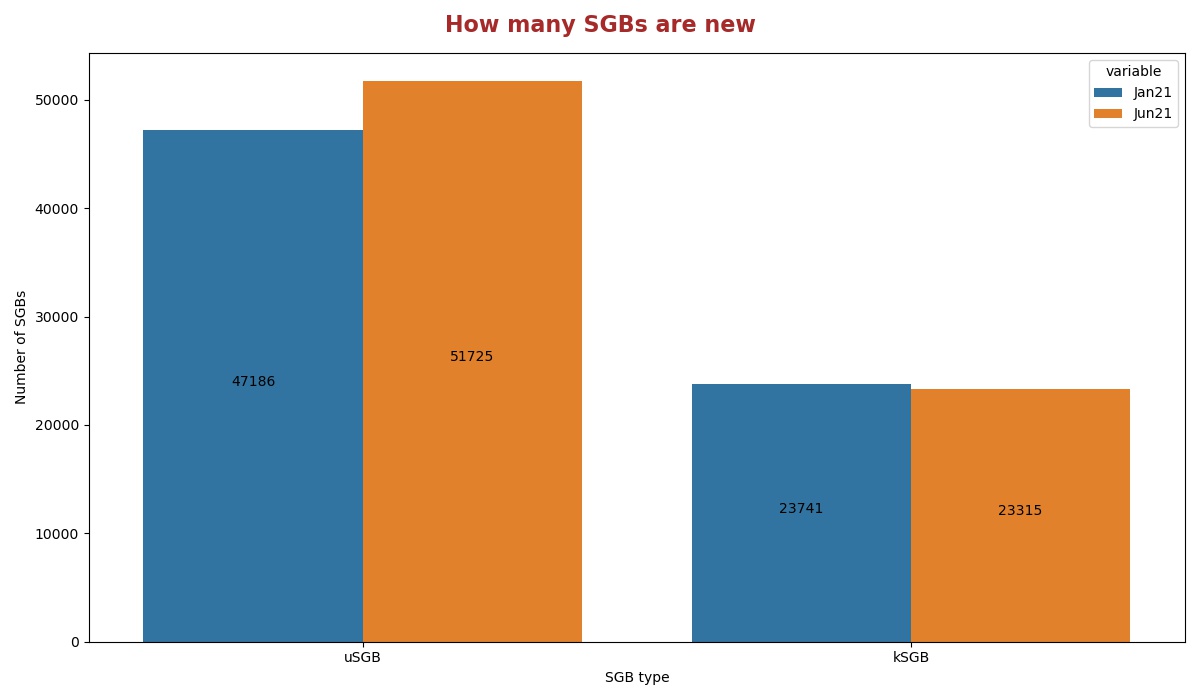 How many SGBs are new
variable
Jan21
Jun21
Number of SGBs
50000
40000
30000
20000
10000
0
47186
51725
23741
23315
uSGB
kSGB
SGB type